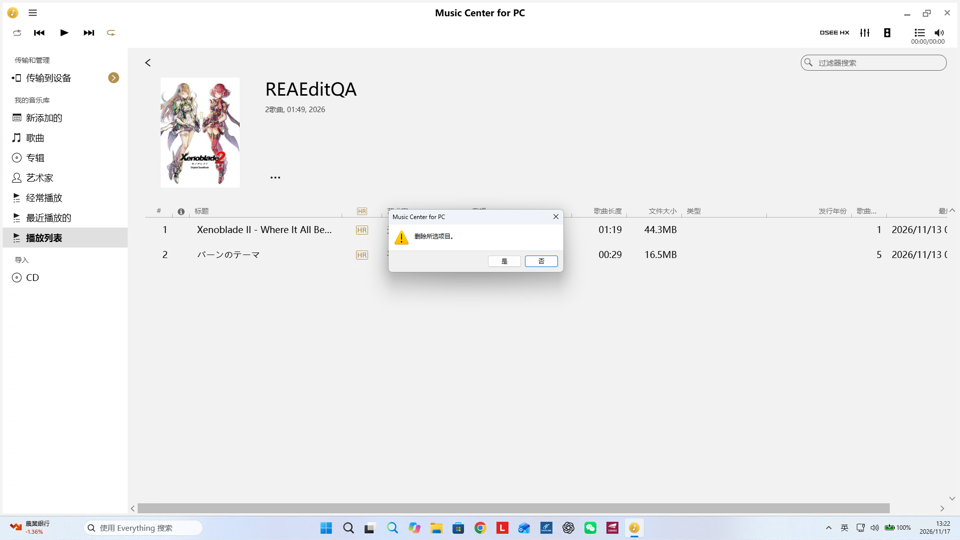 Music Center for PC
DSEE HX
00:00/00:00
传输和管理
传输到设备
我的音乐库
新添加的
歌曲
专辑
艺术家
经常播放
最近播放的
播放列表
导入
CD
过滤器搜索
REAEditQA
2歌曲, 01:49, 2026
Xenoblade 2
# 标题 HR 歌曲长度 文件大小 类型 发行年份 歌曲...
1 Xenoblade II - Where It All Be... HR 01:19 44.3MB 1 2026/11/13
2 バーンのテーマ HR 00:29 16.5MB 5 2026/11/13
Music Center for PC
删除所选项目。
是
否
-1.36%
使用 Everything 搜索
英
100%
13:22
2026/11/17